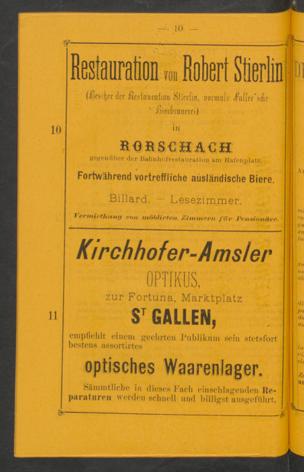 — 10 —
Restauration von Robert Stierlin
(Besitzer der Restauration Stierlin, vormals Faller'sche
Bierbrauerei)
10
in
RORSCHACH
gegenüber der Bahnhofrestauration am Hafenplatz.
Fortwährend vortreffliche ausländische Biere.
Billard. — Lesezimmer.
Vermiethung von möblirten Zimmern für Pensionäre.
Kirchhofer-Amsler
OPTIKUS,
zur Fortuna, Marktplatz
11
ST GALLEN,
empfiehlt einem geehrten Publikum sein stetsfort
bestens assortirtes
optisches Waarenlager.
Sämmtliche in dieses Fach einschlagenden Re-
paraturen werden schnell und billigst ausgeführt.